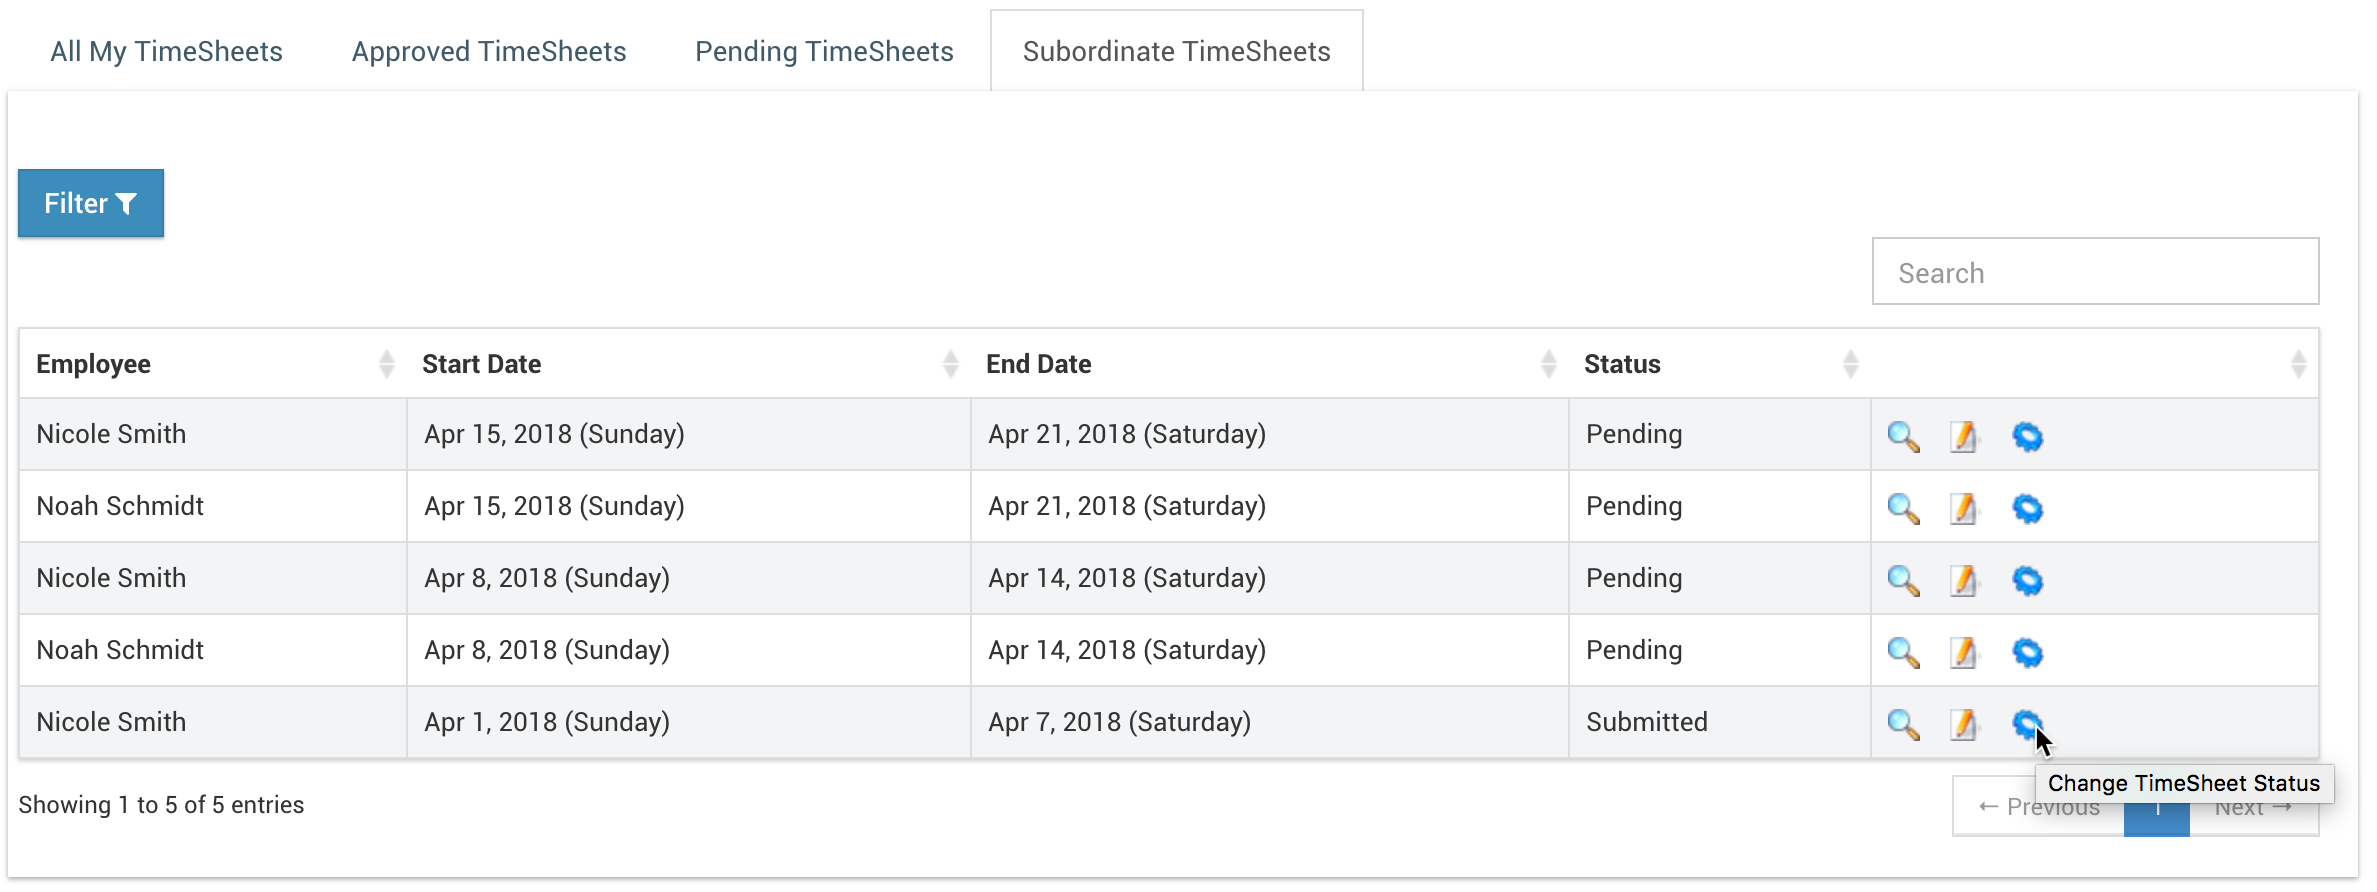 All My TimeSheets Approved TimeSheets Pending TimeSheets Subordinate TimeSheets
Filter
Search
Employee Start Date End Date Status
Nicole Smith Apr 15, 2018 (Sunday) Apr 21, 2018 (Saturday) Pending
Noah Schmidt Apr 15, 2018 (Sunday) Apr 21, 2018 (Saturday) Pending
Nicole Smith Apr 8, 2018 (Sunday) Apr 14, 2018 (Saturday) Pending
Noah Schmidt Apr 8, 2018 (Sunday) Apr 14, 2018 (Saturday) Pending
Nicole Smith Apr 1, 2018 (Sunday) Apr 7, 2018 (Saturday) Submitted
Change TimeSheet Status
Showing 1 to 5 of 5 entries ← Previous 1 Next →